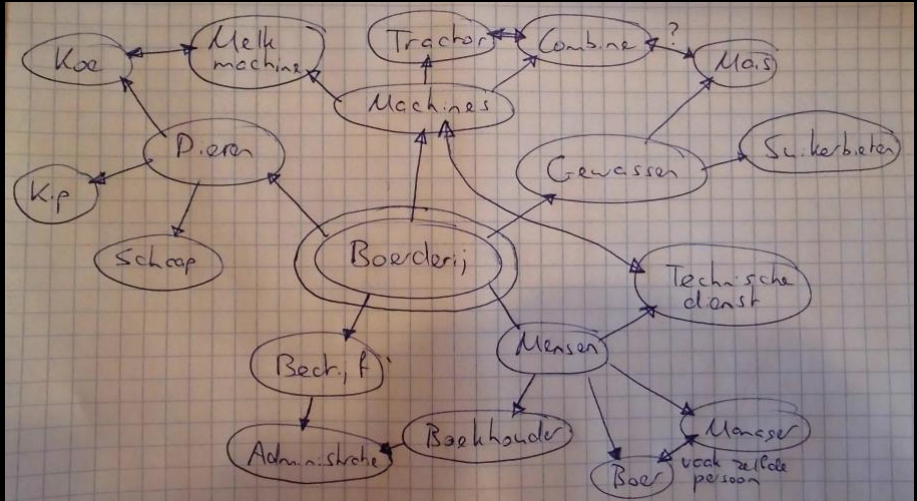 Koe
Melk
machine
Tractor
Combine
?
Mais
Machines
Dieren
Gewassen
Suikerbieten
Kip
Schaap
Boerderij
Technische
dienst
Mensen
Bedrijf
Boekhouder
Manager
Administratie
Boer
vaak zelfde
persoon